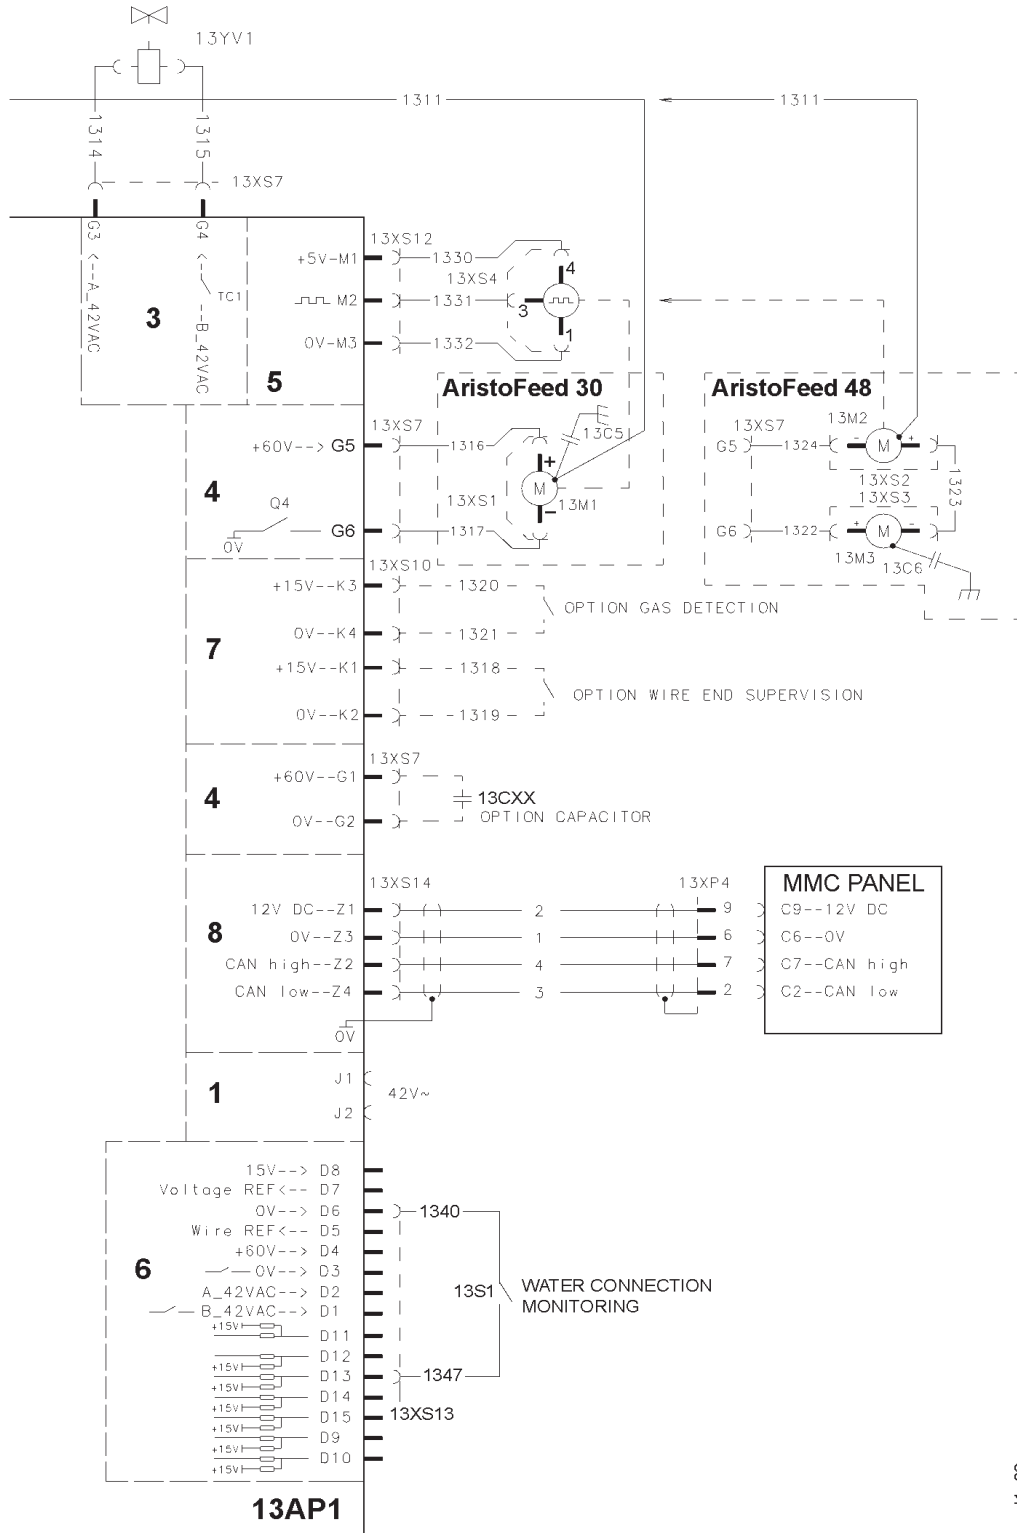 13YV1
1311
1311
1314
1315
13XS7
G3 <--A_42VAC
G4 <-- --B_42VAC
TC1
3
5
+5V-M1
M2
0V-M3
13XS12
1330
1331
1332
13XS4
4
3
1
AristoFeed 30
AristoFeed 48
4
+60V--> G5
Q4
0V
G6
13XS7
1316
1317
13XS1
+
M
-
13M1
13C5
13XS7
G5
1324
-
M
+
13M2
13XS2
13XS3
1323
G6
1322
+
M
-
13M3
13C6
7
+15V--K3
0V--K4
+15V--K1
0V--K2
13XS10
1320
1321
1318
1319
OPTION GAS DETECTION
OPTION WIRE END SUPERVISION
4
+60V--G1
0V--G2
13XS7
13CXX
OPTION CAPACITOR
8
12V DC--Z1
0V--Z3
CAN high--Z2
CAN low--Z4
0V
13XS14
2
1
4
3
13XP4
9
6
7
2
MMC PANEL
C9--12V DC
C6--0V
C7--CAN high
C2--CAN low
1
J1
J2
42V~
6
15V--> D8
Voltage REF<-- D7
0V--> D6
Wire REF<-- D5
+60V--> D4
0V--> D3
A_42VAC--> D2
B_42VAC--> D1
+15V
D11
D12
+15V
D13
+15V
D14
+15V
D15
+15V
D9
+15V
D10
+15V
1340
13S1
WATER CONNECTION
MONITORING
1347
13XS13
13AP1